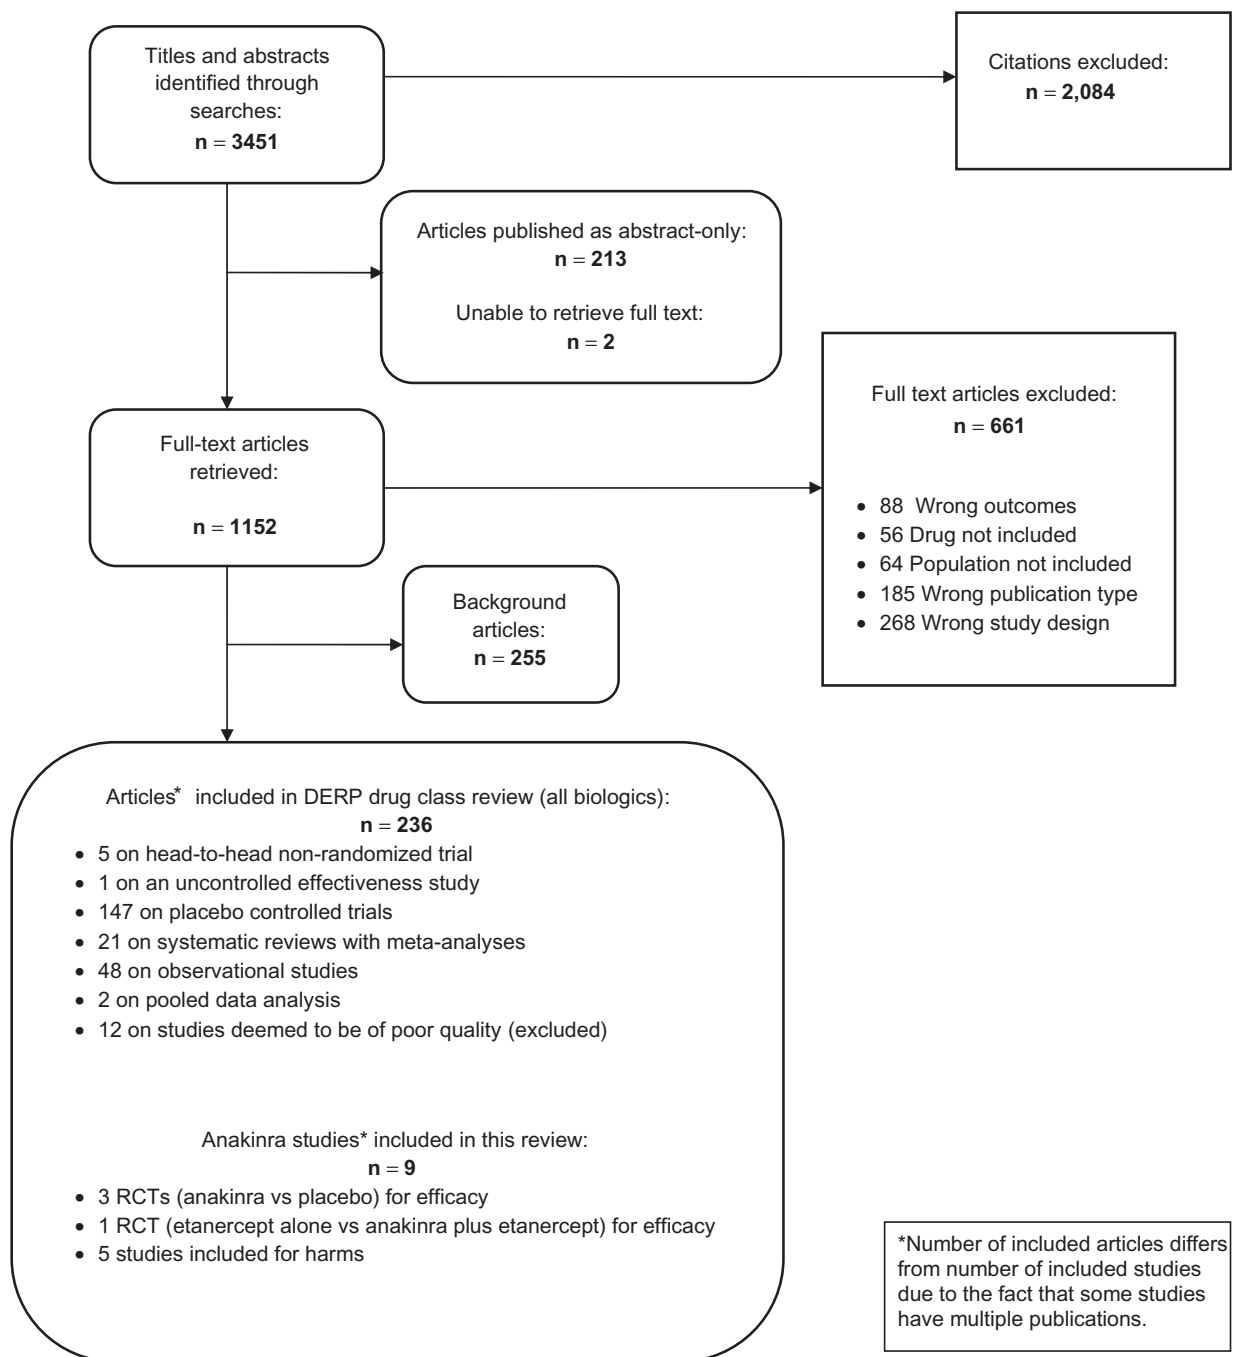 Titles and abstracts
identified through
searches:
n = 3451
Citations excluded:
n = 2,084
Articles published as abstract-only:
n = 213
Unable to retrieve full text:
n = 2
Full-text articles
retrieved:
n = 1152
Full text articles excluded:
n = 661
• 88 Wrong outcomes
• 56 Drug not included
• 64 Population not included
• 185 Wrong publication type
• 268 Wrong study design
Background
articles:
n = 255
Articles* included in DERP drug class review (all biologics):
n = 236
• 5 on head-to-head non-randomized trial
• 1 on an uncontrolled effectiveness study
• 147 on placebo controlled trials
• 21 on systematic reviews with meta-analyses
• 48 on observational studies
• 2 on pooled data analysis
• 12 on studies deemed to be of poor quality (excluded)
Anakinra studies* included in this review:
n = 9
• 3 RCTs (anakinra vs placebo) for efficacy
• 1 RCT (etanercept alone vs anakinra plus etanercept) for efficacy
• 5 studies included for harms
*Number of included articles differs
from number of included studies
due to the fact that some studies
have multiple publications.